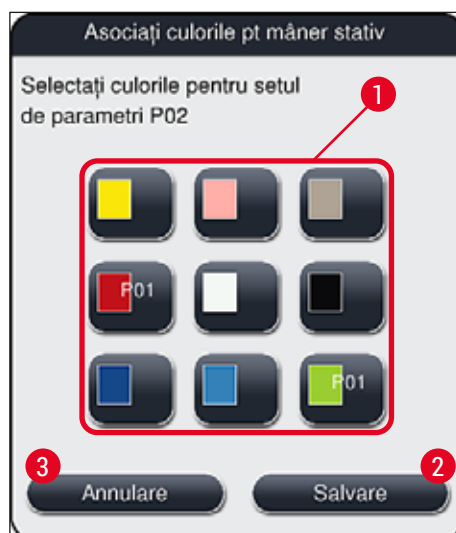 Asociați culorile pt mâner stativ
Selectați culorile pentru setul
de parametri P02
1
P01
P01
3
2
Annulare
Salvare